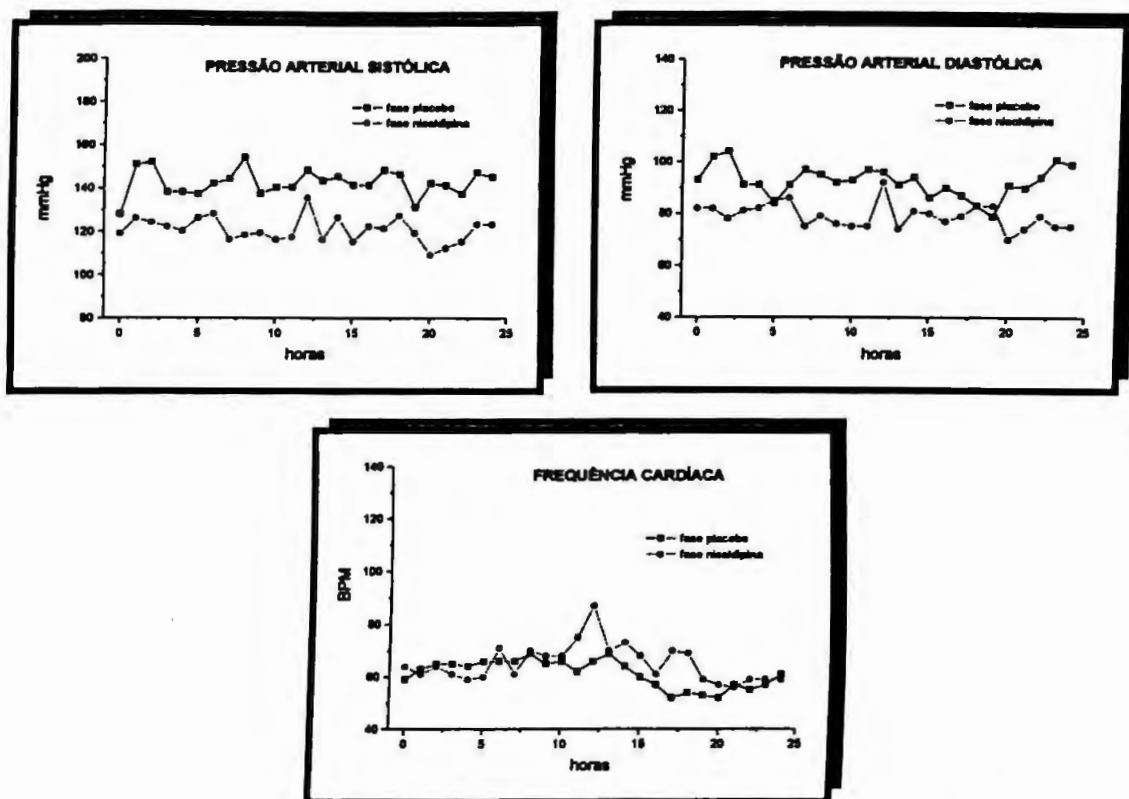 PRESSÃO ARTERIAL SISTÓLICA
fase placebo
fase nisoldipina
mmHg
200
180
160
140
120
100
80
0
5
10
15
20
25
horas
PRESSÃO ARTERIAL DIASTÓLICA
fase placebo
fase nisoldipina
mmHg
140
120
100
80
60
40
0
5
10
15
20
25
horas
FREQUÊNCIA CARDÍACA
fase placebo
fase nisoldipina
BPM
140
120
100
80
60
40
0
5
10
15
20
25
horas